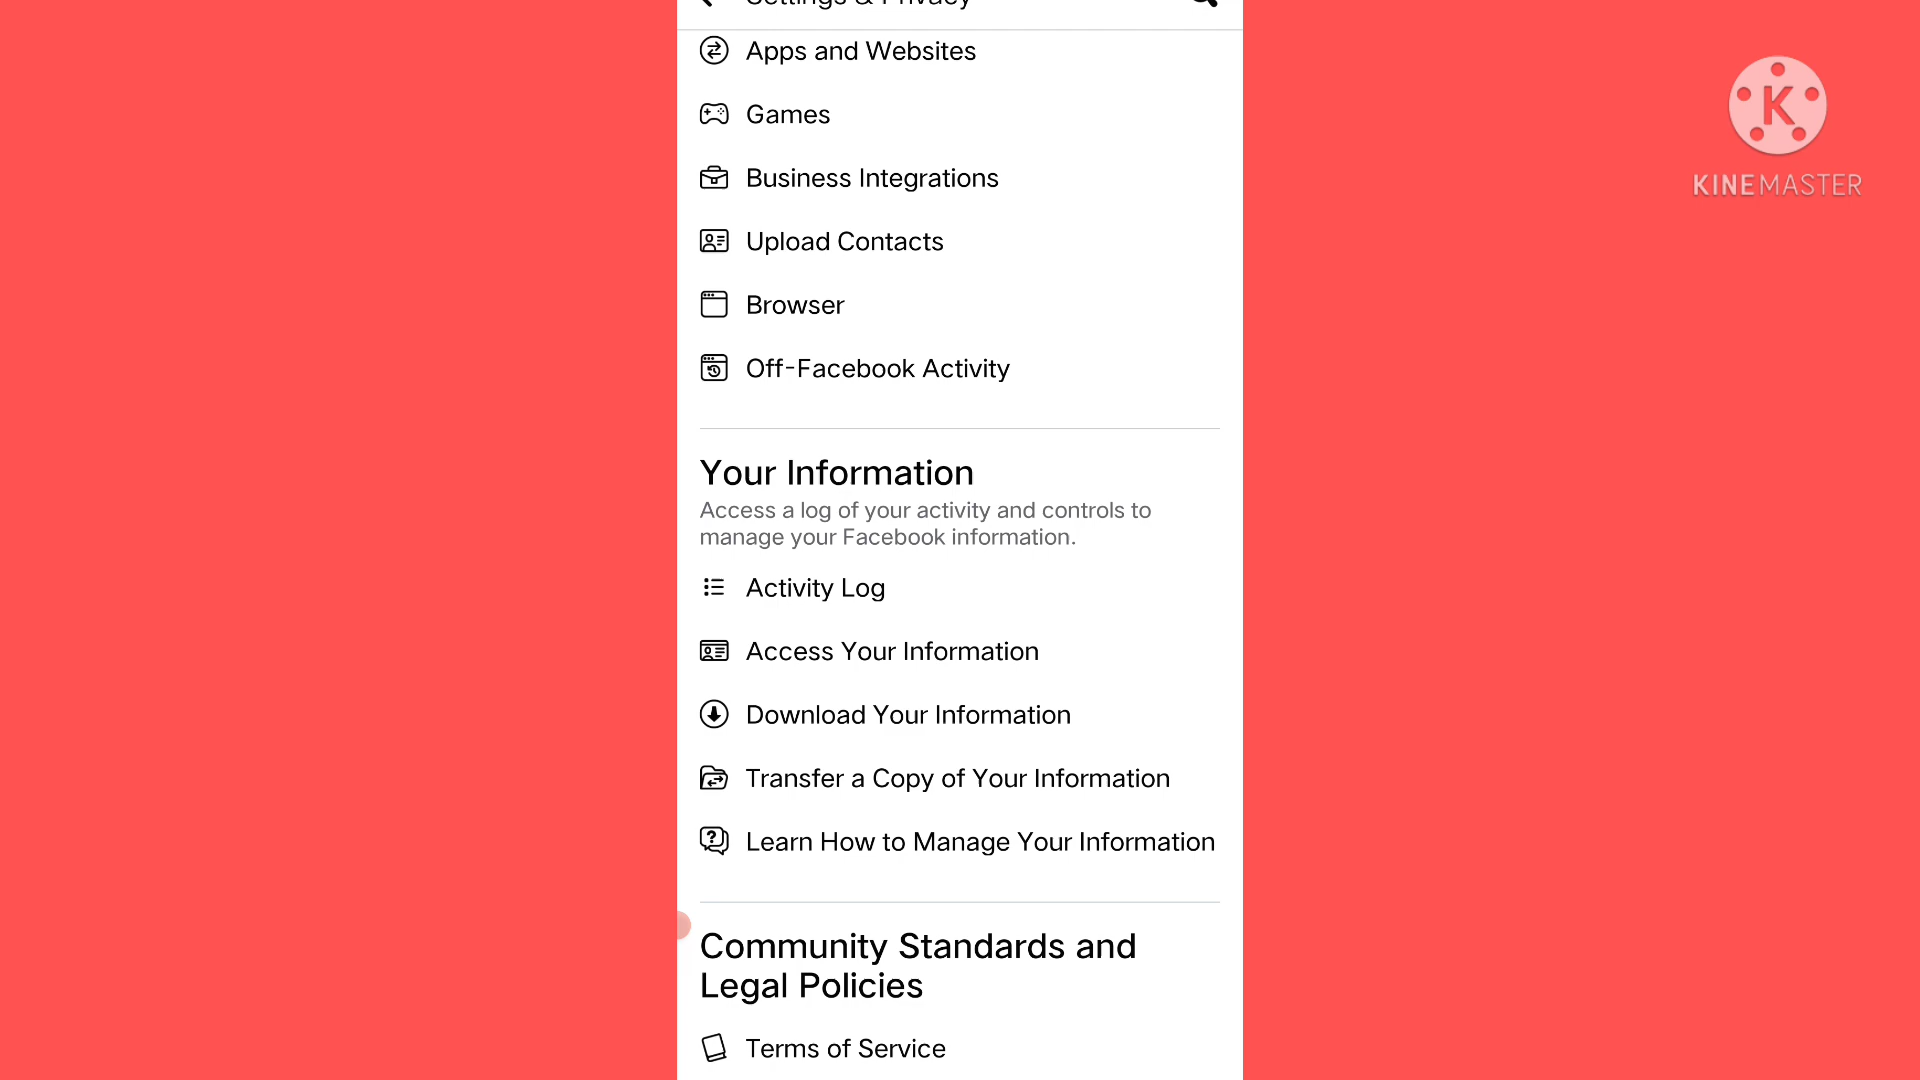 Settings & Privacy
Apps and Websites
Games
Business Integrations
Upload Contacts
Browser
Off-Facebook Activity
Your Information
Access a log of your activity and controls to
manage your Facebook information.
Activity Log
Access Your Information
Download Your Information
Transfer a Copy of Your Information
Learn How to Manage Your Information
Community Standards and
Legal Policies
Terms of Service
K
KINEMASTER